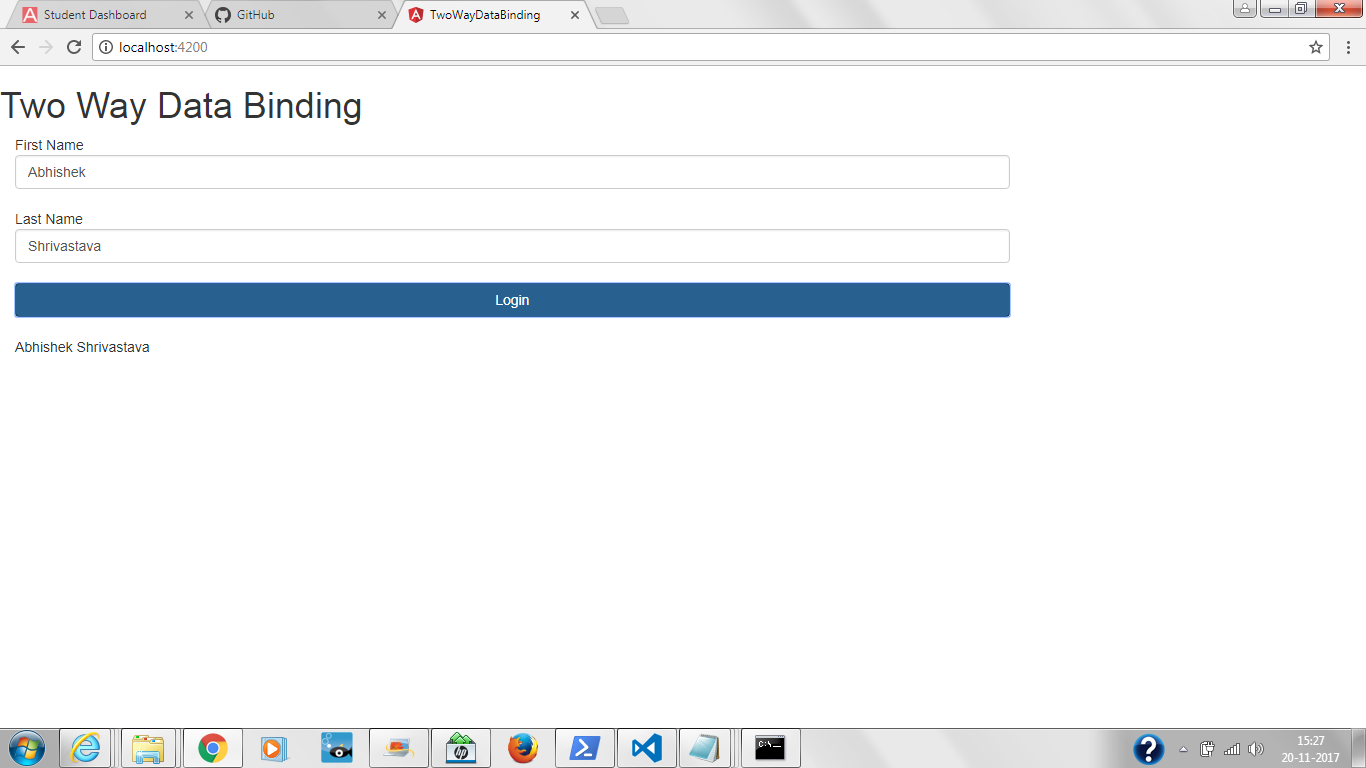 Student Dashboard
GitHub
TwoWayDataBinding
localhost:4200
Two Way Data Binding
First Name
Abhishek
Last Name
Shrivastava
Login
Abhishek Shrivastava
hp
C:\._
?
15:27
20-11-2017